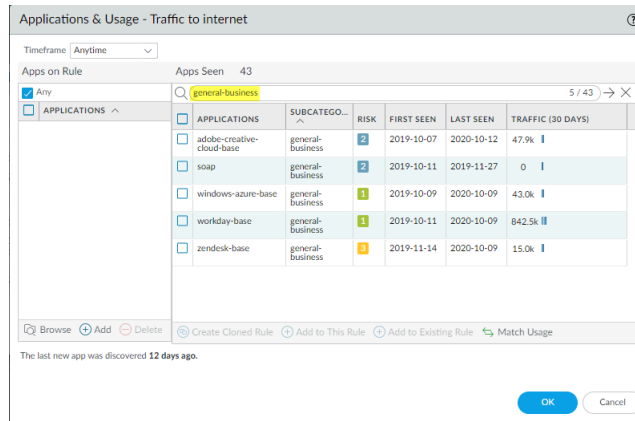 Applications & Usage - Traffic to internet
Timeframe Anytime
Apps on Rule Apps Seen 43
Any general-business 5 / 43
APPLICATIONS APPLICATIONS SUBCATEGO... RISK FIRST SEEN LAST SEEN TRAFFIC (30 DAYS)
adobe-creative-cloud-base general-business 2 2019-10-07 2020-10-12 47.9k
soap general-business 2 2019-10-11 2019-11-27 0
windows-azure-base general-business 1 2019-10-09 2020-10-09 43.0k
workday-base general-business 1 2019-10-11 2020-10-09 842.5k
zendesk-base general-business 3 2019-11-14 2020-10-09 15.0k
Browse Add Delete Create Cloned Rule Add to This Rule Add to Existing Rule Match Usage
The last new app was discovered 12 days ago.
OK Cancel